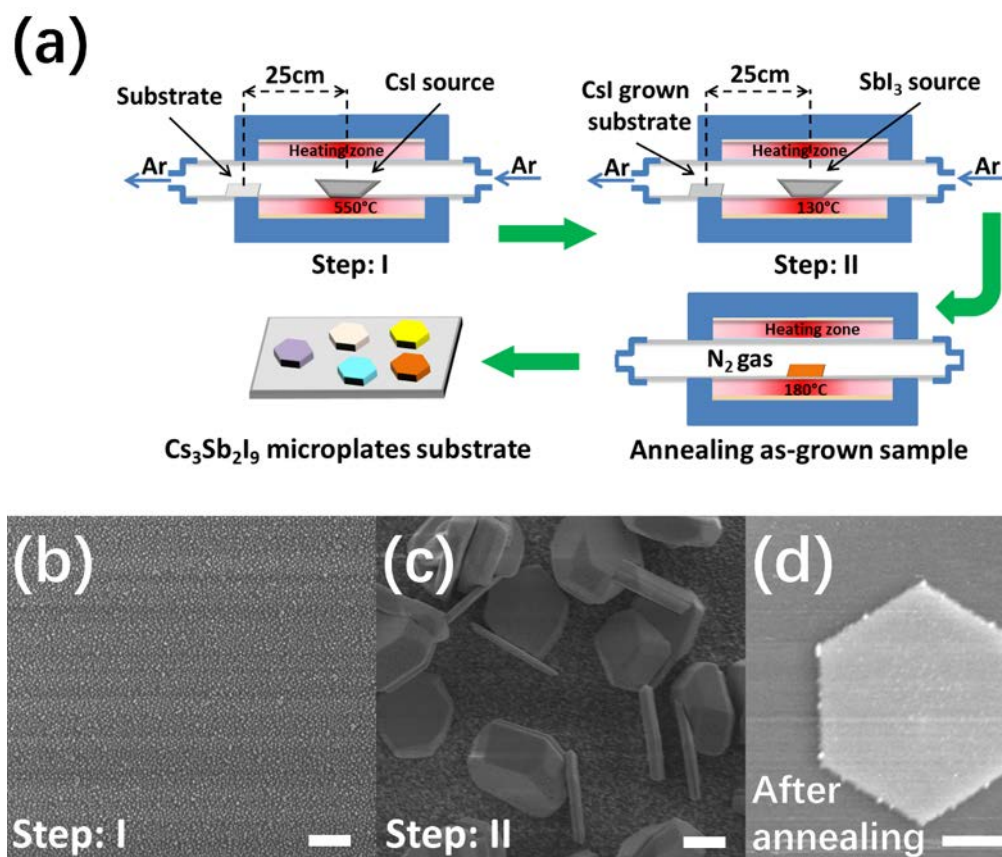 (a)
25cm
Substrate
CsI source
Heating zone
Ar
Ar
550°C
Step: I
25cm
CsI grown
substrate
SbI₃ source
Heating zone
Ar
Ar
130°C
Step: II
Heating zone
N₂ gas
180°C
Cs₃Sb₂I₉ microplates substrate
Annealing as-grown sample
(b)
Step: I
(c)
Step: II
(d)
After
annealing